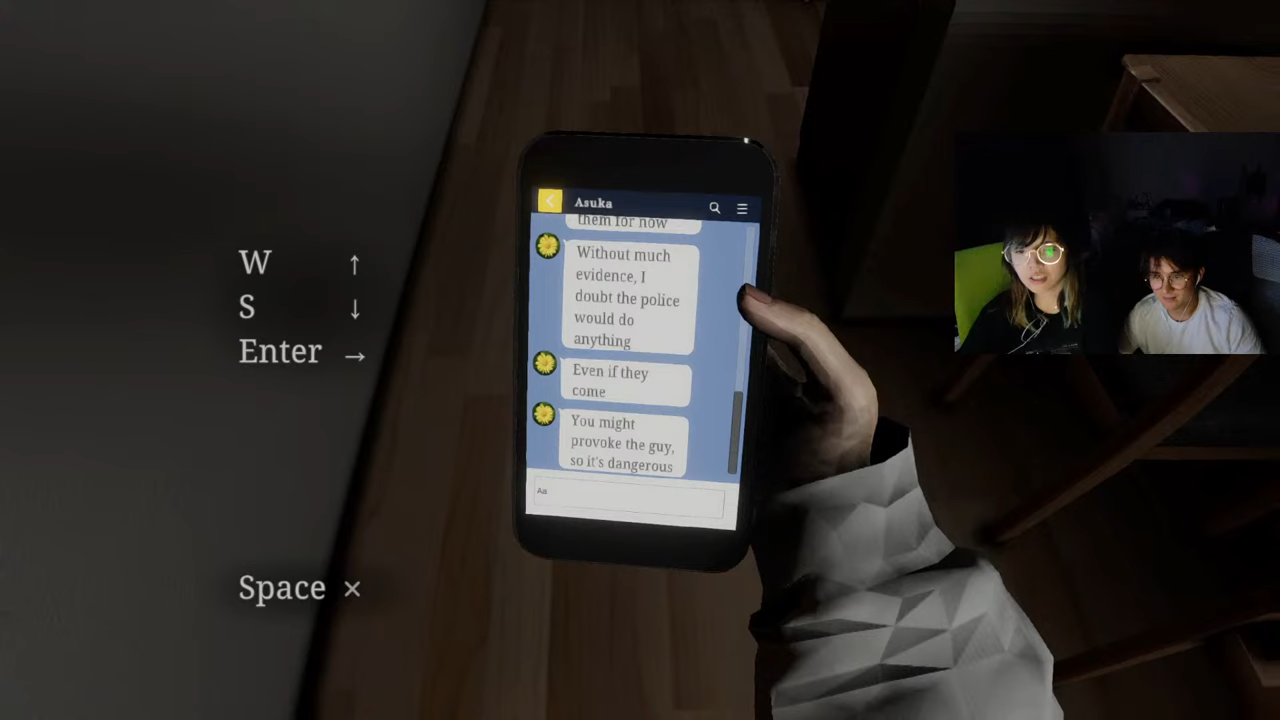 Asuka
them for now
Without much
evidence, I
doubt the police
would do
anything
Even if they
come
You might
provoke the guy,
so it's dangerous
Aa
W ↑
S ↓
Enter →
Space ×